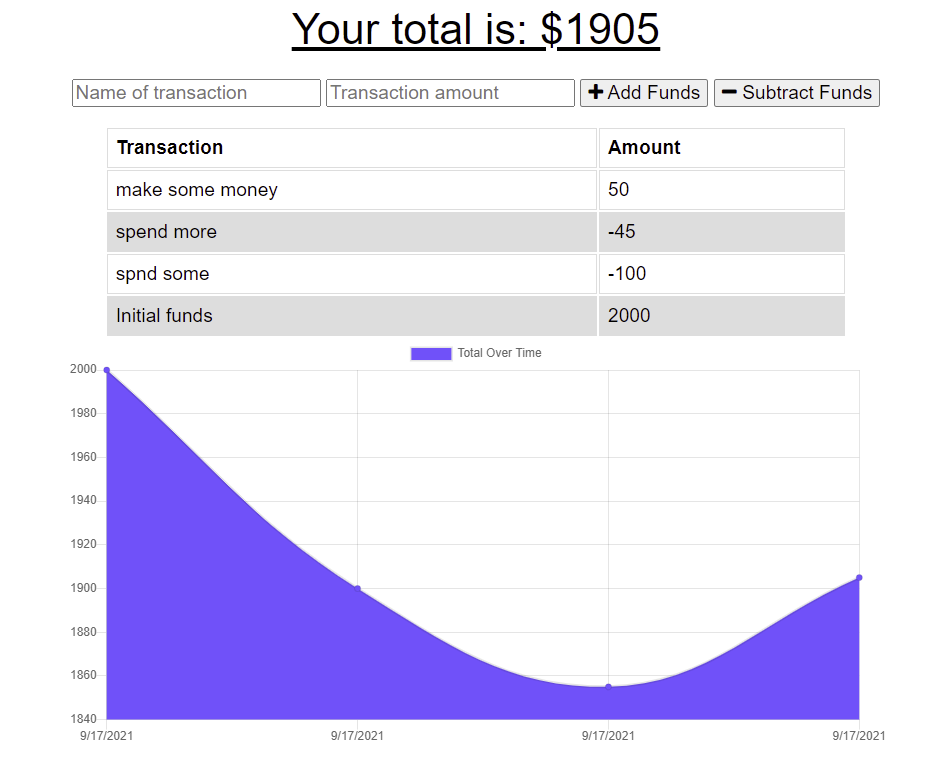 Your total is: $1905
Name of transaction Transaction amount + Add Funds − Subtract Funds
Transaction Amount
make some money 50
spend more -45
spnd some -100
Initial funds 2000
Total Over Time
2000
1980
1960
1940
1920
1900
1880
1860
1840
9/17/2021 9/17/2021 9/17/2021 9/17/2021